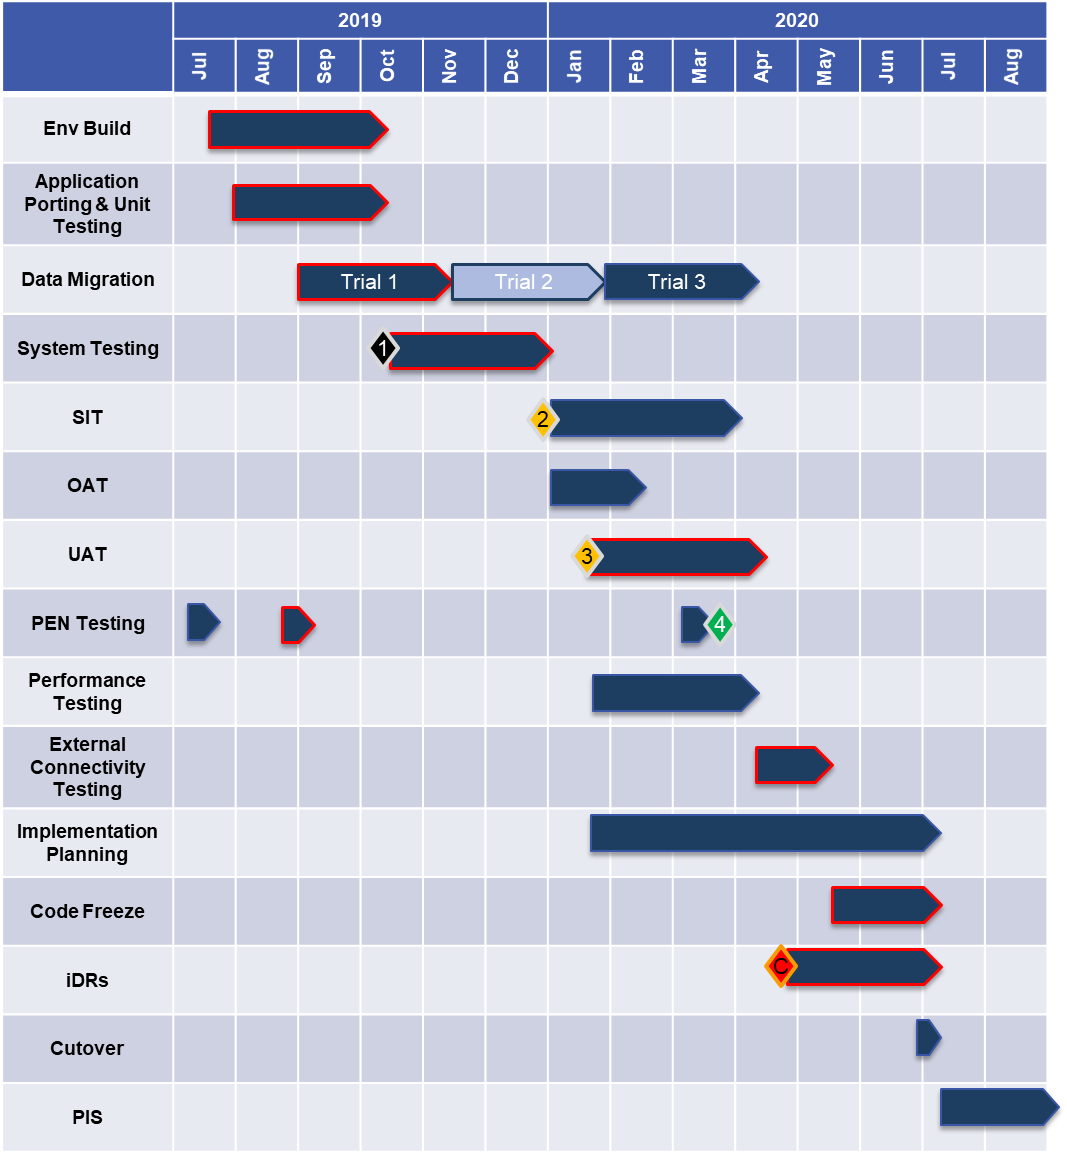 2019
2020
Jul
Aug
Sep
Oct
Nov
Dec
Jan
Feb
Mar
Apr
May
Jun
Jul
Aug
Env Build
Application
Porting & Unit
Testing
Data Migration
Trial 1
Trial 2
Trial 3
System Testing
1
SIT
2
OAT
UAT
3
PEN Testing
4
Performance
Testing
External
Connectivity
Testing
Implementation
Planning
Code Freeze
iDRs
C
Cutover
PIS